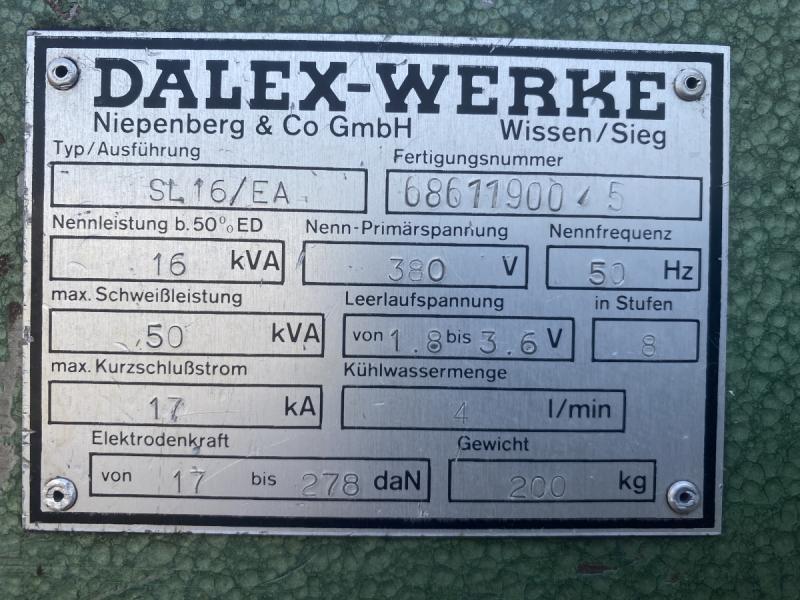 DALEX-WERKE
Niepenberg & Co GmbH Wissen/Sieg
Typ/Ausführung Fertigungsnummer
SL16/EA 68611900/5
Nennleistung b. 50% ED Nenn-Primärspannung Nennfrequenz
16 kVA 380 V 50 Hz
max. Schweißleistung Leerlaufspannung in Stufen
50 kVA von 1.8 bis 3.6 V 8
max. Kurzschlußstrom Kühlwassermenge
17 kA 4 l/min
Elektrodenkraft Gewicht
von 17 bis 278 daN 200 kg